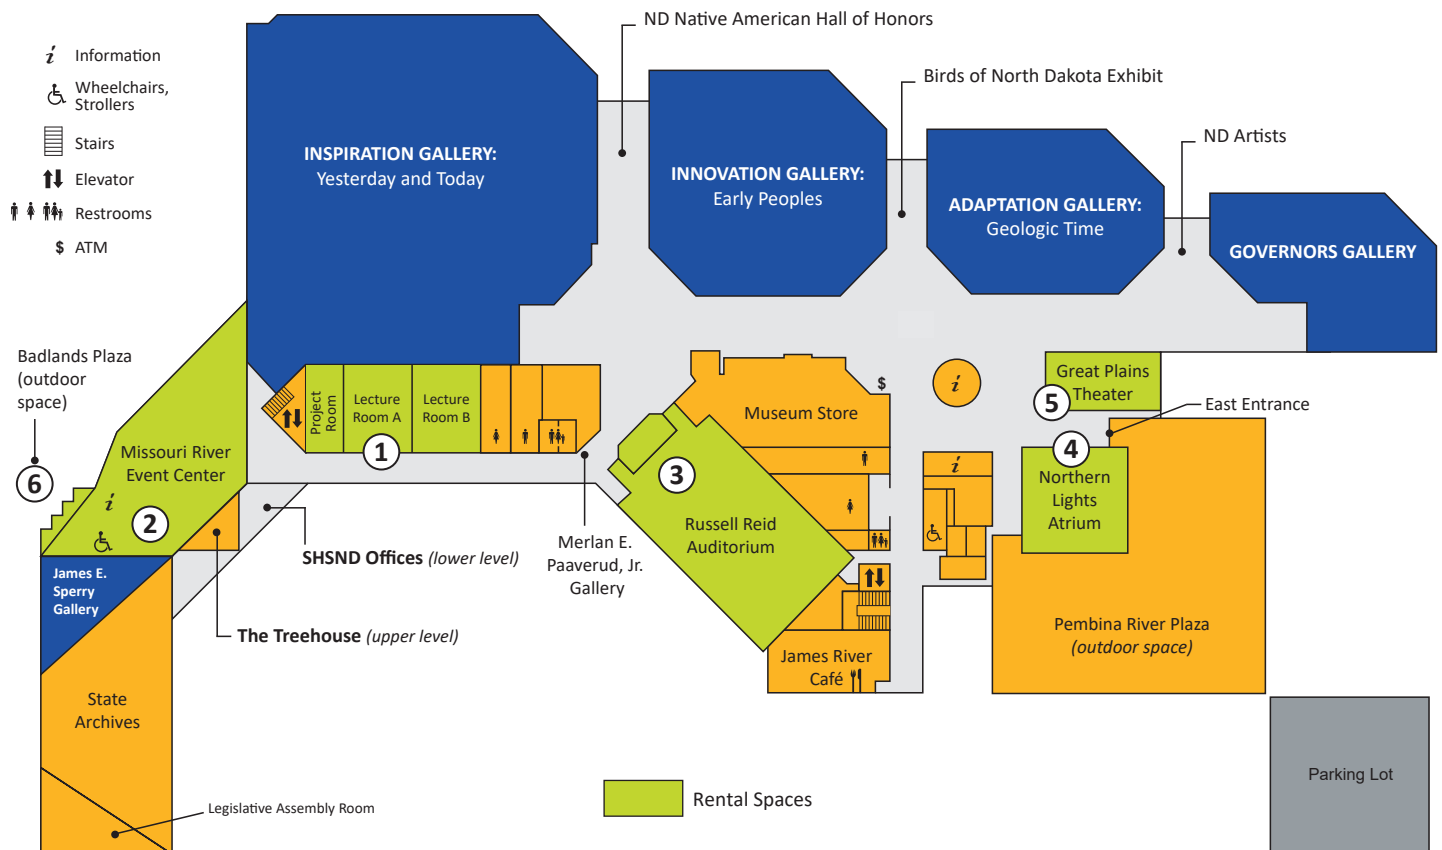 ND Native American Hall of Honors
Birds of North Dakota Exhibit
ND Artists
i Information
Wheelchairs,
Strollers
Stairs
Elevator
Restrooms
$ ATM
INSPIRATION GALLERY:
Yesterday and Today
INNOVATION GALLERY:
Early Peoples
ADAPTATION GALLERY:
Geologic Time
GOVERNORS GALLERY
Badlands Plaza
(outdoor
space)
6
Missouri River
Event Center
i
2
Project
Room
Lecture
Room A
1
Lecture
Room B
Museum Store
$
i
Great Plains
Theater
5
East Entrance
4
Northern
Lights
Atrium
3
Russell Reid
Auditorium
i
Merlan E.
Paaverud, Jr.
Gallery
SHSND Offices (lower level)
The Treehouse (upper level)
James E.
Sperry
Gallery
State
Archives
Legislative Assembly Room
James River
Café
Pembina River Plaza
(outdoor space)
Parking Lot
Rental Spaces